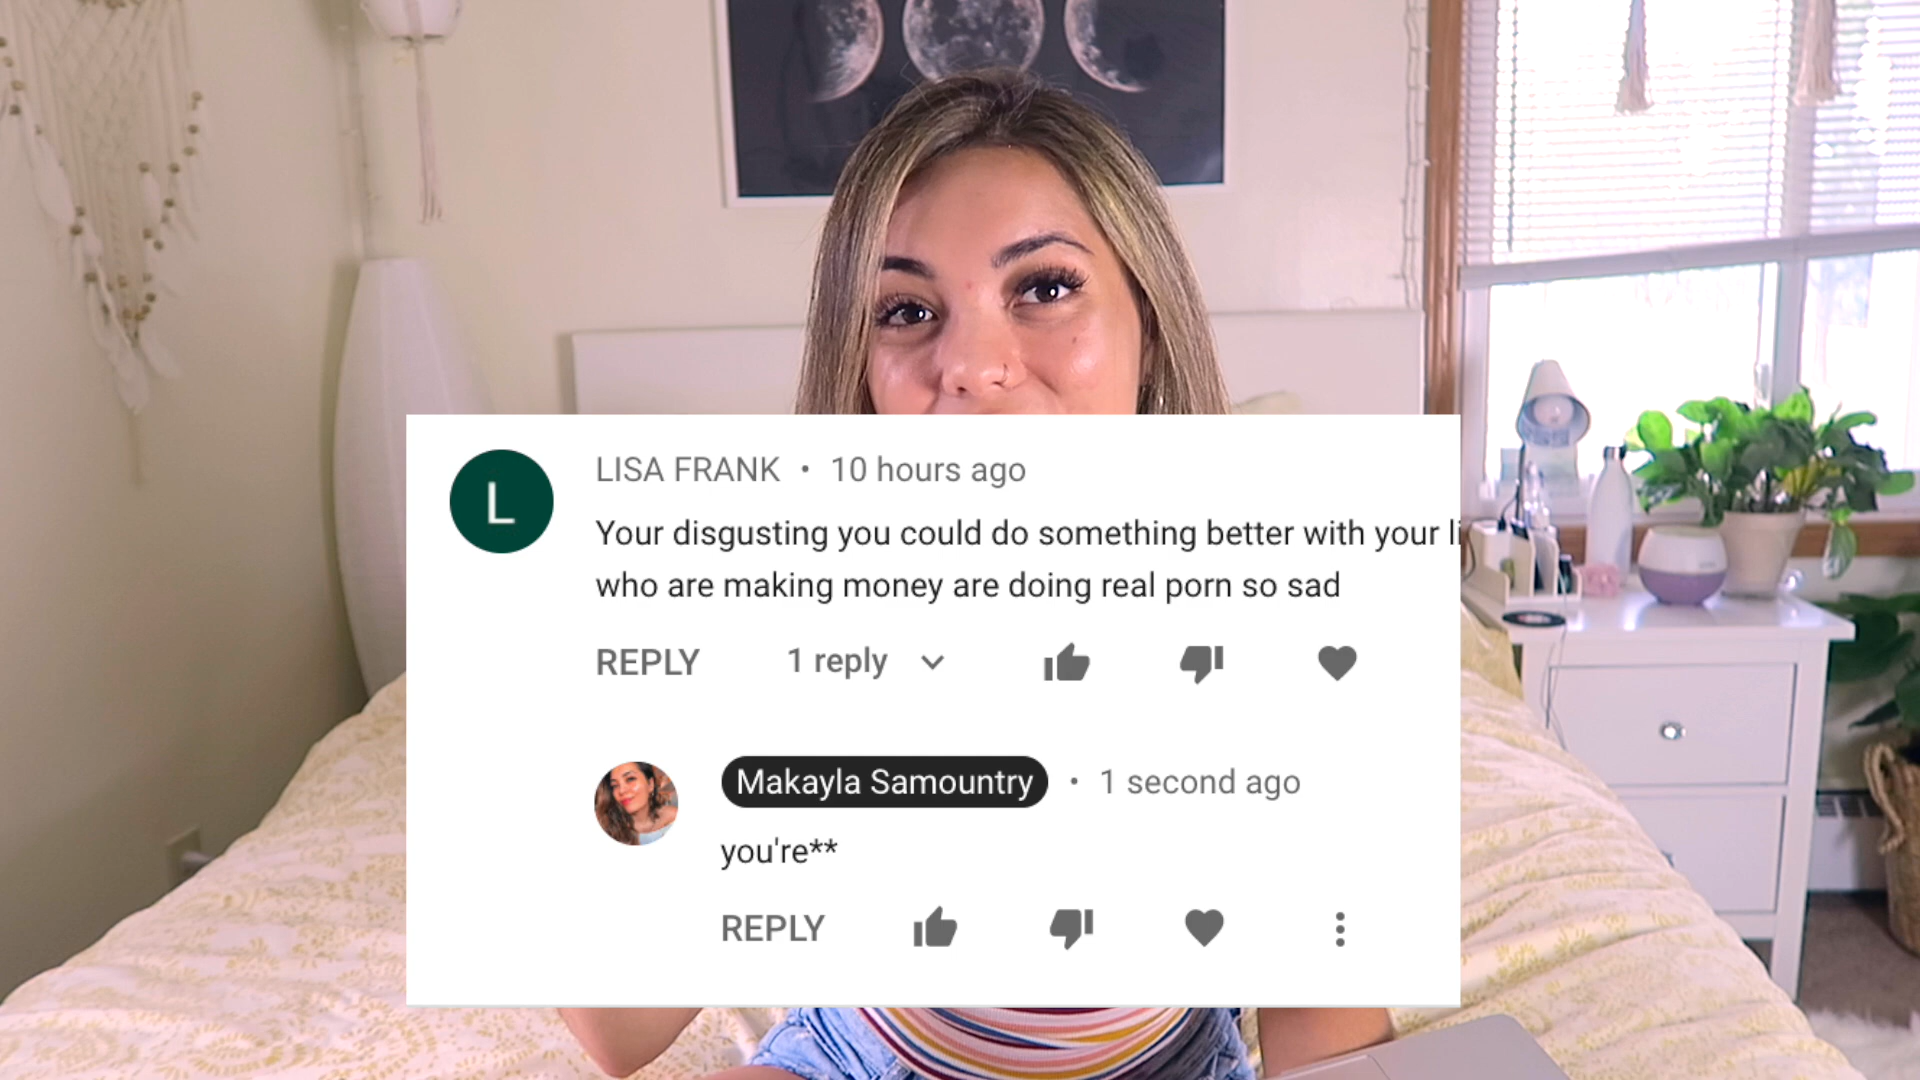 L
LISA FRANK • 10 hours ago
Your disgusting you could do something better with your
who are making money are doing real porn so sad
REPLY 1 reply
Makayla Samountry • 1 second ago
you're**
REPLY